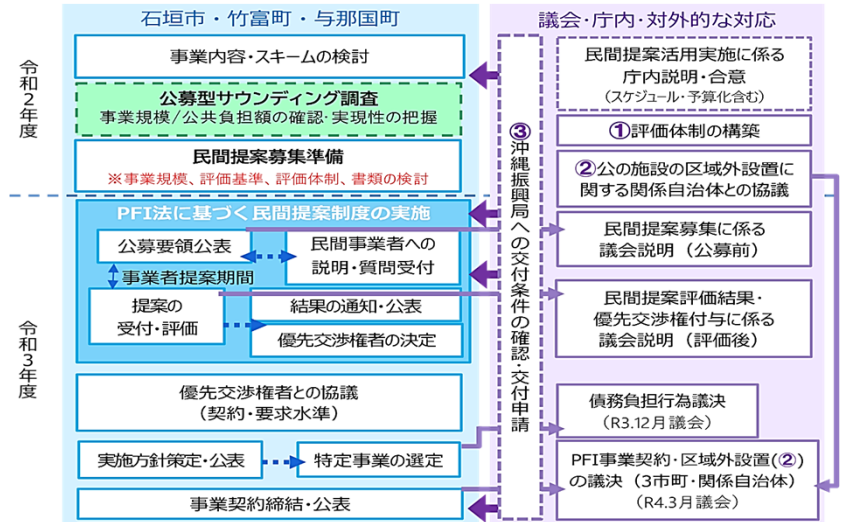 石垣市・竹富町・与那国町
議会・庁内・対外的な対応
令和2年度
事業内容・スキームの検討
公募型サウンディング調査
事業規模/公共負担額の確認・実現性の把握
民間提案募集準備
※事業規模、評価基準、評価体制、書類の検討
令和3年度
PFI法に基づく民間提案制度の実施
公募要領公表
民間事業者への
説明・質問受付
事業者提案期間
提案の
受付・評価
結果の通知・公表
優先交渉権者の決定
優先交渉権者との協議
(契約・要求水準)
実施方針策定・公表
特定事業の選定
事業契約締結・公表
③沖縄振興局への交付条件の確認・交付申請
民間提案活用実施に係る
庁内説明・合意
(スケジュール・予算化含む)
①評価体制の構築
②公の施設の区域外設置に
関する関係自治体との協議
民間提案募集に係る
議会説明(公募前)
民間提案評価結果・
優先交渉権付与に係る
議会説明(評価後)
債務負担行為議決
(R3.12月議会)
PFI事業契約・区域外設置(②)
の議決(3市町・関係自治体)
(R4.3月議会)